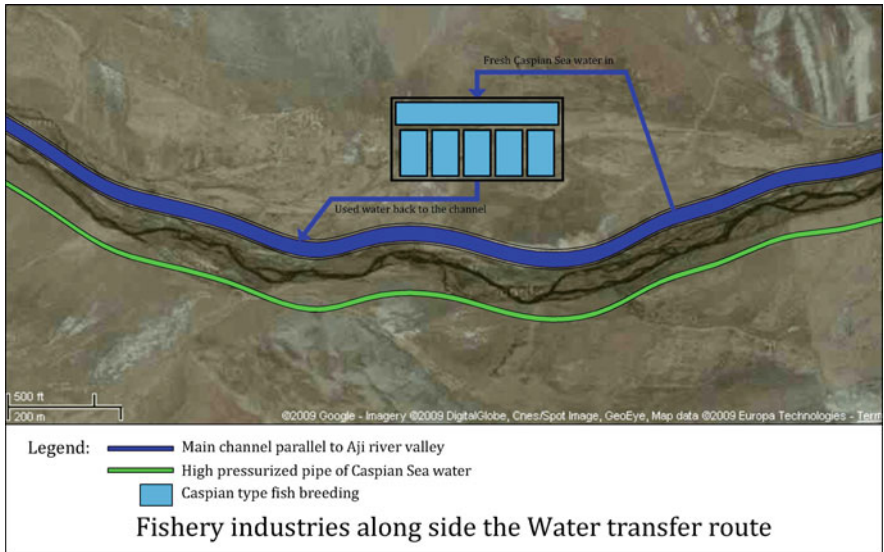 Fresh Caspian Sea water in
Used water back to the channel
500 ft
200 m
©2009 Google - Imagery ©2009 DigitalGlobe, Cnes/Spot Image, GeoEye, Map data ©2009 Europa Technologies - Term
Legend:
Main channel parallel to Aji river valley
High pressurized pipe of Caspian Sea water
Caspian type fish breeding
Fishery industries along side the Water transfer route